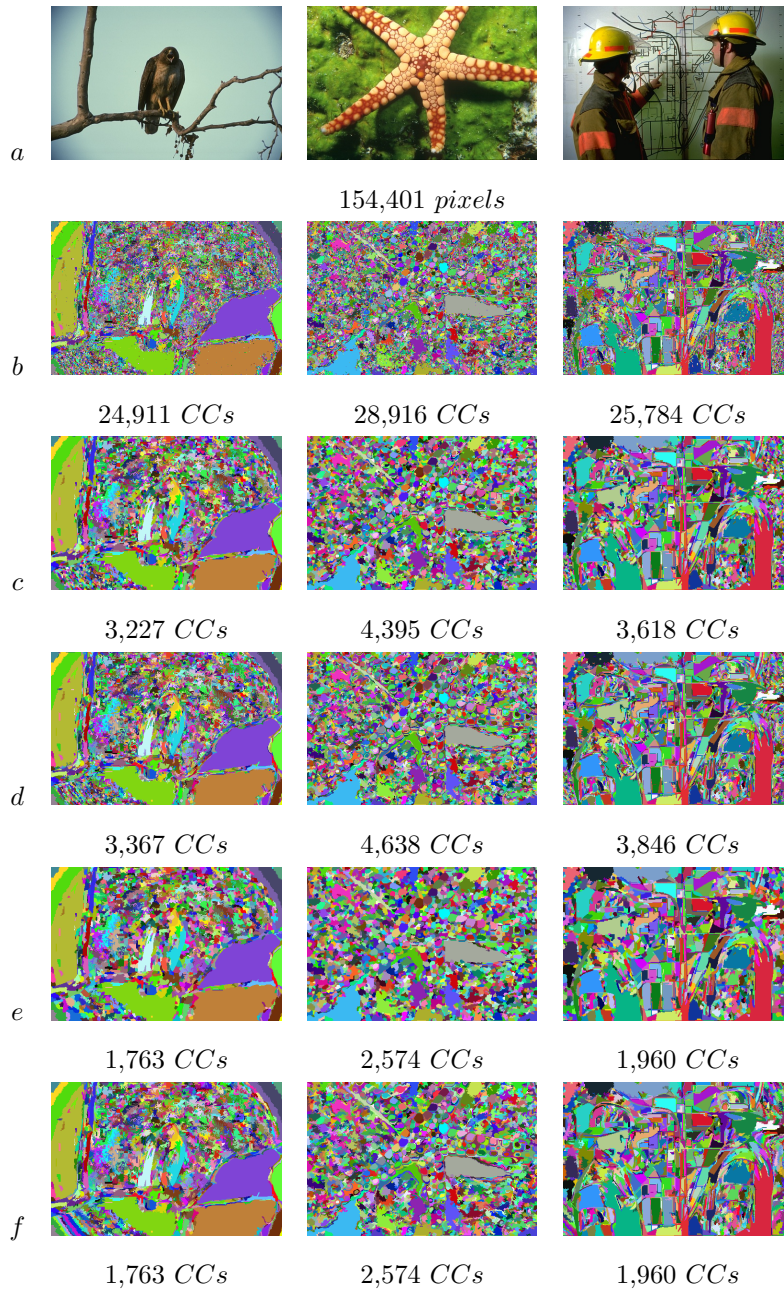 a
154,401 pixels
b
24,911 CCs 28,916 CCs 25,784 CCs
c
3,227 CCs 4,395 CCs 3,618 CCs
d
3,367 CCs 4,638 CCs 3,846 CCs
e
1,763 CCs 2,574 CCs 1,960 CCs
f
1,763 CCs 2,574 CCs 1,960 CCs